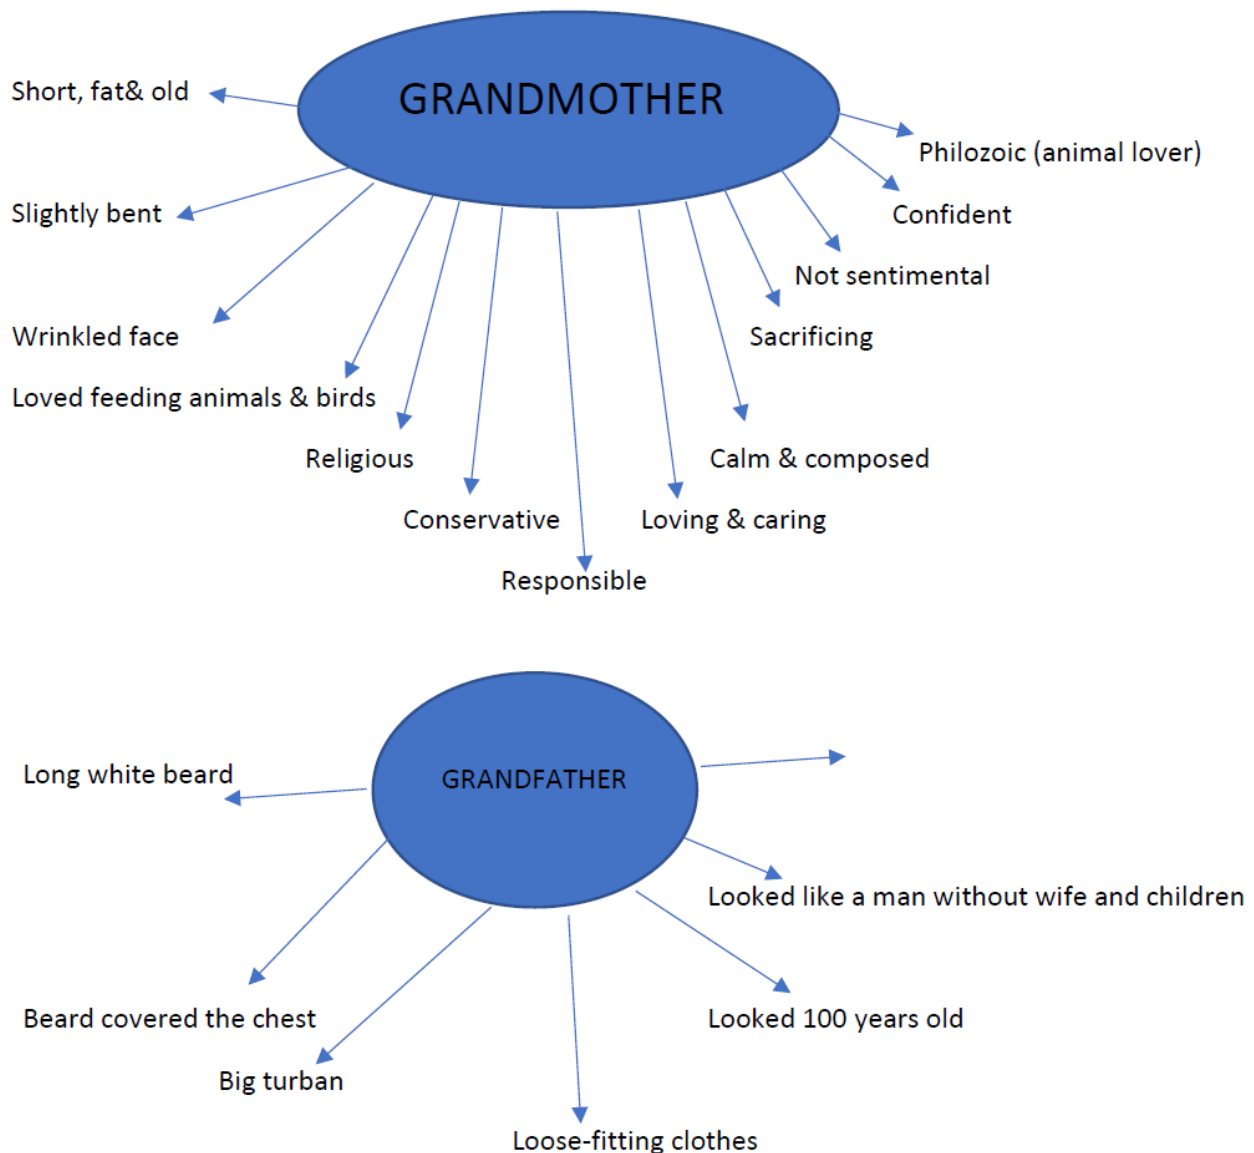 GRANDMOTHER
Short, fat& old
Philozoic (animal lover)
Slightly bent
Confident
Not sentimental
Wrinkled face
Sacrificing
Loved feeding animals & birds
Religious
Calm & composed
Conservative
Loving & caring
Responsible
GRANDFATHER
Long white beard
Looked like a man without wife and children
Beard covered the chest
Looked 100 years old
Big turban
Loose-fitting clothes